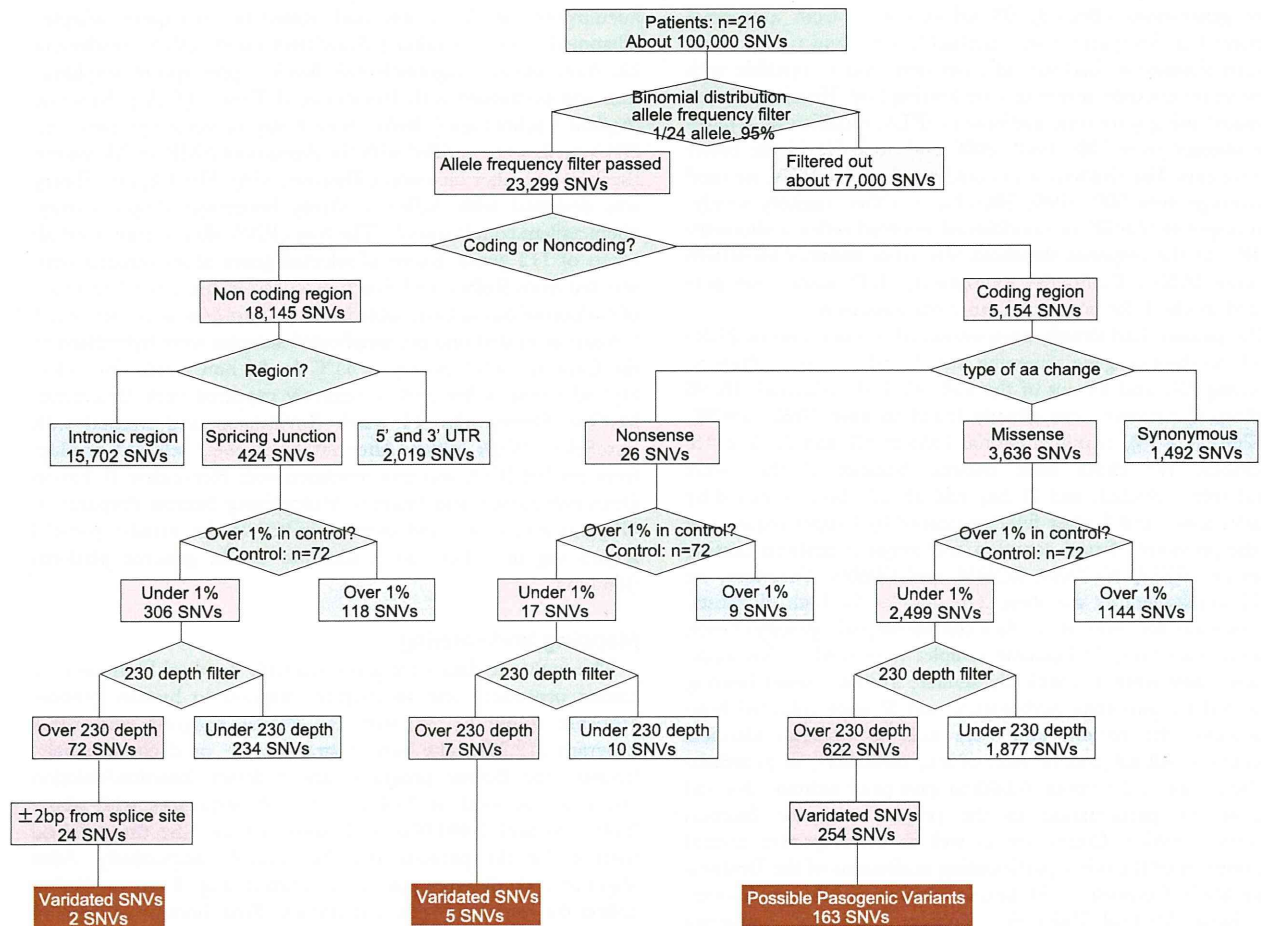 Patients: n=216
About 100,000 SNVs
Binomial distribution
allele frequency filter
1/24 allele, 95%
Allele frequency filter passed
23,299 SNVs
Filtered out
about 77,000 SNVs
Coding or Noncoding?
Non coding region
18,145 SNVs
Coding region
5,154 SNVs
Region?
type of aa change
Intronic region
15,702 SNVs
Spricing Junction
424 SNVs
5' and 3' UTR
2,019 SNVs
Nonsense
26 SNVs
Missense
3,636 SNVs
Synonymous
1,492 SNVs
Over 1% in control?
Control: n=72
Over 1% in control?
Control: n=72
Over 1% in control?
Control: n=72
Under 1%
306 SNVs
Over 1%
118 SNVs
Under 1%
17 SNVs
Over 1%
9 SNVs
Under 1%
2,499 SNVs
Over 1%
1144 SNVs
230 depth filter
230 depth filter
230 depth filter
Over 230 depth
72 SNVs
Under 230 depth
234 SNVs
Over 230 depth
7 SNVs
Under 230 depth
10 SNVs
Over 230 depth
622 SNVs
Under 230 depth
1,877 SNVs
±2bp from splice site
24 SNVs
Varidated SNVs
254 SNVs
Varidated SNVs
2 SNVs
Varidated SNVs
5 SNVs
Possible Pasogenic Variants
163 SNVs